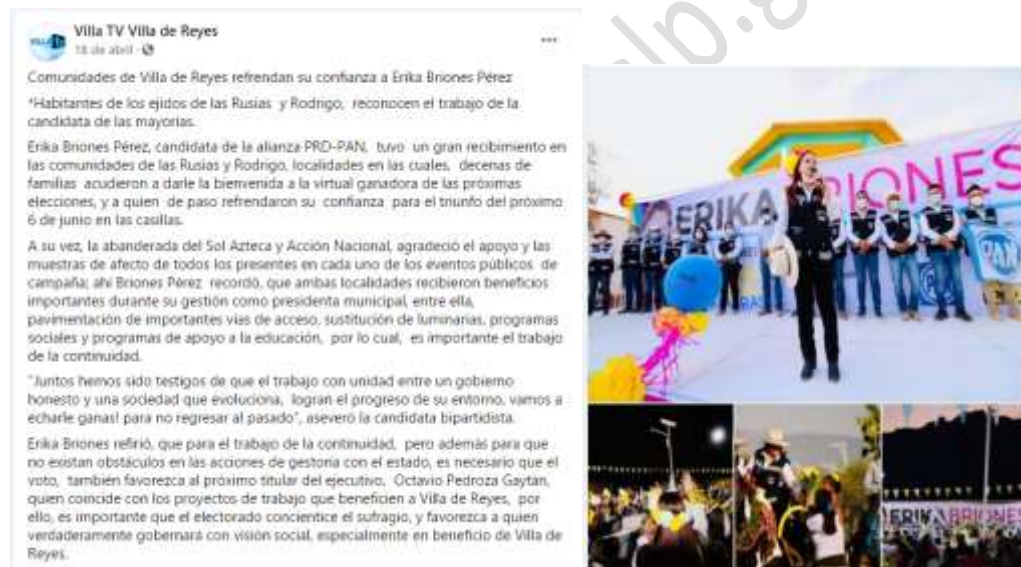 Villa TV Villa de Reyes
18 de abril ·
Comunidades de Villa de Reyes refrendan su confianza a Erika Briones Pérez
*Habitantes de los ejidos de las Rusias y Rodrigo, reconocen el trabajo de la
candidata de las mayorías.
Erika Briones Pérez, candidata de la alianza PRD-PAN, tuvo un gran recibimiento en
las comunidades de las Rusias y Rodrigo, localidades en las cuales, decenas de
familias acudieron a darle la bienvenida a la virtual ganadora de las próximas
elecciones, y a quien de paso refrendaron su confianza para el triunfo del próximo
6 de junio en las casillas.
A su vez, la abanderada del Sol Azteca y Acción Nacional, agradeció el apoyo y las
muestras de afecto de todos los presentes en cada uno de los eventos públicos de
campaña; ahí Briones Pérez recordó, que ambas localidades recibieron beneficios
importantes durante su gestión como presidenta municipal, entre ella,
pavimentación de importantes vías de acceso, sustitución de luminarias, programas
sociales y programas de apoyo a la educación, por lo cual, es importante el trabajo
de la continuidad.
"Juntos hemos sido testigos de que el trabajo con unidad entre un gobierno
honesto y una sociedad que evoluciona, logran el progreso de su entorno, vamos a
echarle ganas! para no regresar al pasado", aseveró la candidata bipartidista.
Erika Briones refirió, que para el trabajo de la continuidad, pero además para que
no existan obstáculos en las acciones de gestoría con el estado, es necesario que el
voto, también favorezca al próximo titular del ejecutivo, Octavio Pedroza Gaytán,
quien coincide con los proyectos de trabajo que beneficien a Villa de Reyes, por
ello, es importante que el electorado concientice el sufragio, y favorezca a quien
verdaderamente gobernará con visión social, especialmente en beneficio de Villa de
Reyes.
ERIKA BRIONES
PAN
ERIKA BRIONES